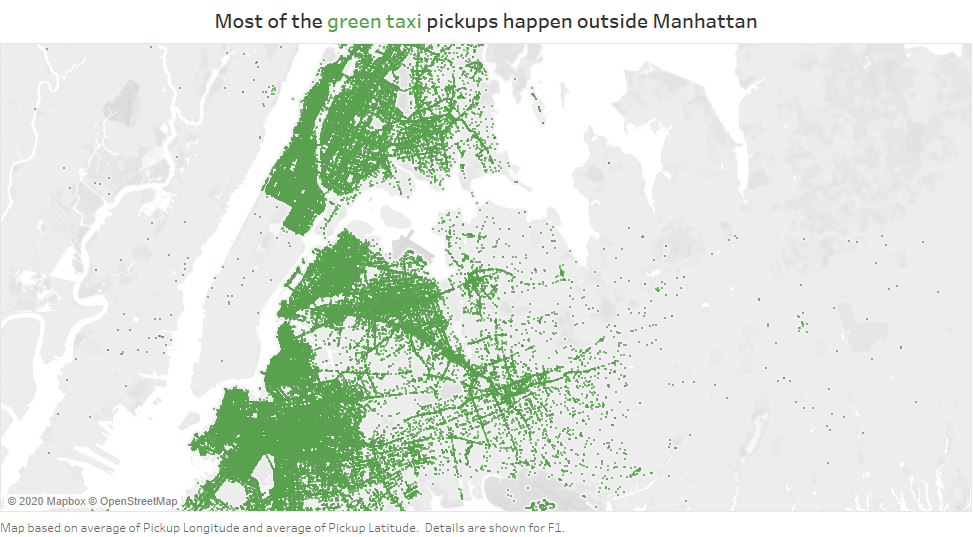 Most of the green taxi pickups happen outside Manhattan
© 2020 Mapbox © OpenStreetMap
Map based on average of Pickup Longitude and average of Pickup Latitude.  Details are shown for F1.